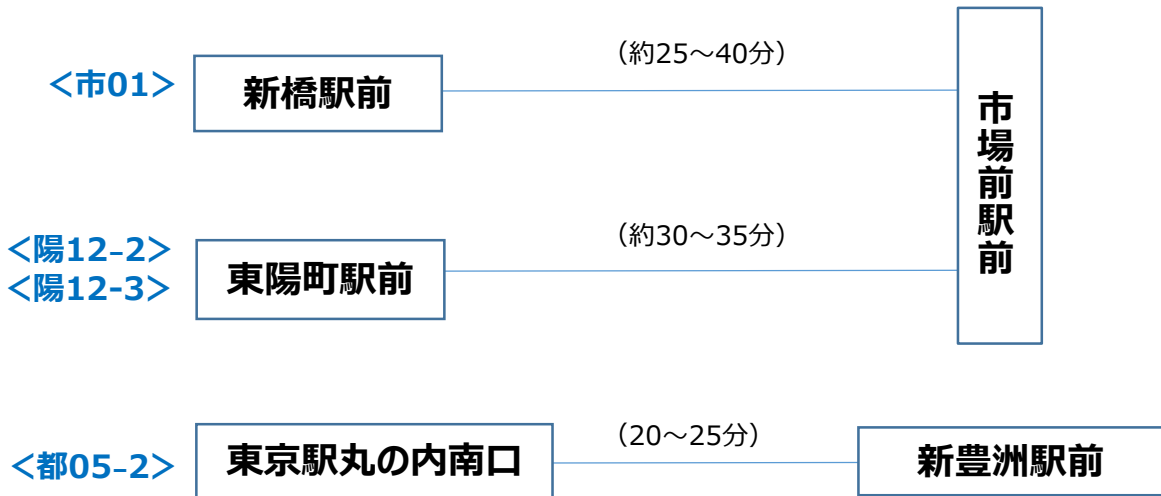 ＜市01＞
新橋駅前
（約25～40分）
市場前駅前
＜陽12-2＞
＜陽12-3＞
東陽町駅前
（約30～35分）
＜都05-2＞
東京駅丸の内南口
（20～25分）
新豊洲駅前